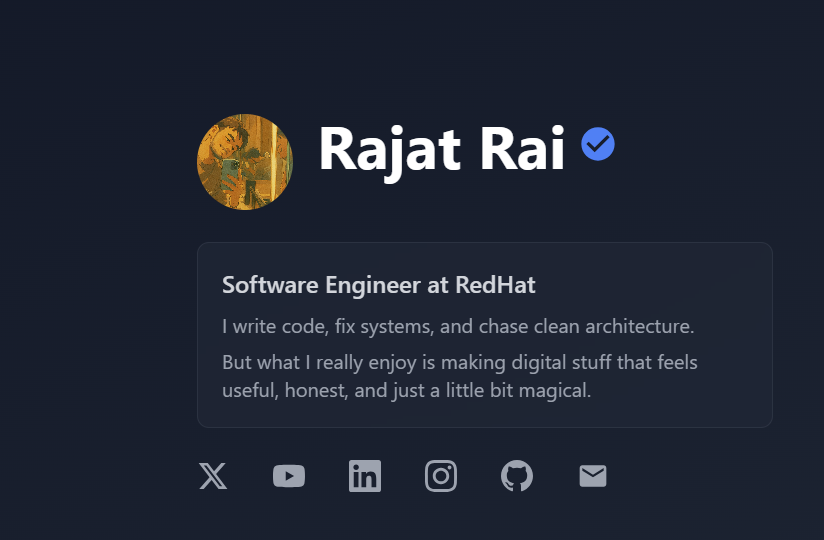 Rajat Rai
Software Engineer at RedHat
I write code, fix systems, and chase clean architecture.
But what I really enjoy is making digital stuff that feels
useful, honest, and just a little bit magical.